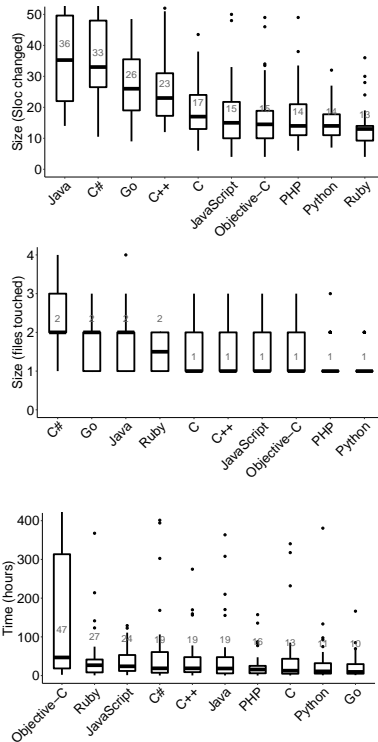 Size (Sloc changed)
50
40
30
20
10
0
36
33
26
23
17
15
15
14
14
13
Java
C#
Go
C++
C
JavaScript
Objective−C
PHP
Python
Ruby
Size (files touched)
4
3
2
1
0
2
2
2
2
1
1
1
1
1
1
C#
Go
Java
Ruby
C
C++
JavaScript
Objective−C
PHP
Python
Time (hours)
400
300
200
100
0
47
27
24
19
19
19
16
13
11
10
Objective−C
Ruby
JavaScript
C#
C++
Java
PHP
C
Python
Go